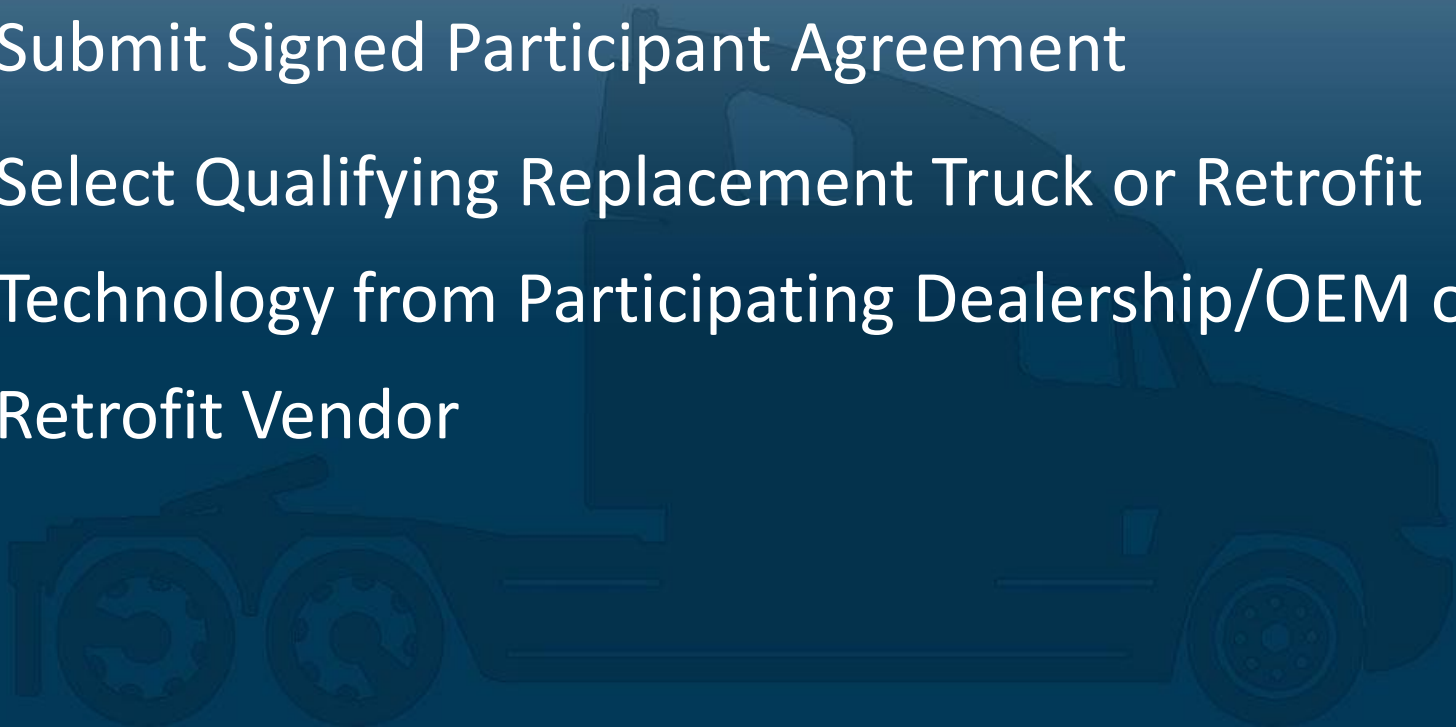 Submit Signed Participant Agreement
Select Qualifying Replacement Truck or Retrofit
Technology from Participating Dealership/OEM
Retrofit Vendor